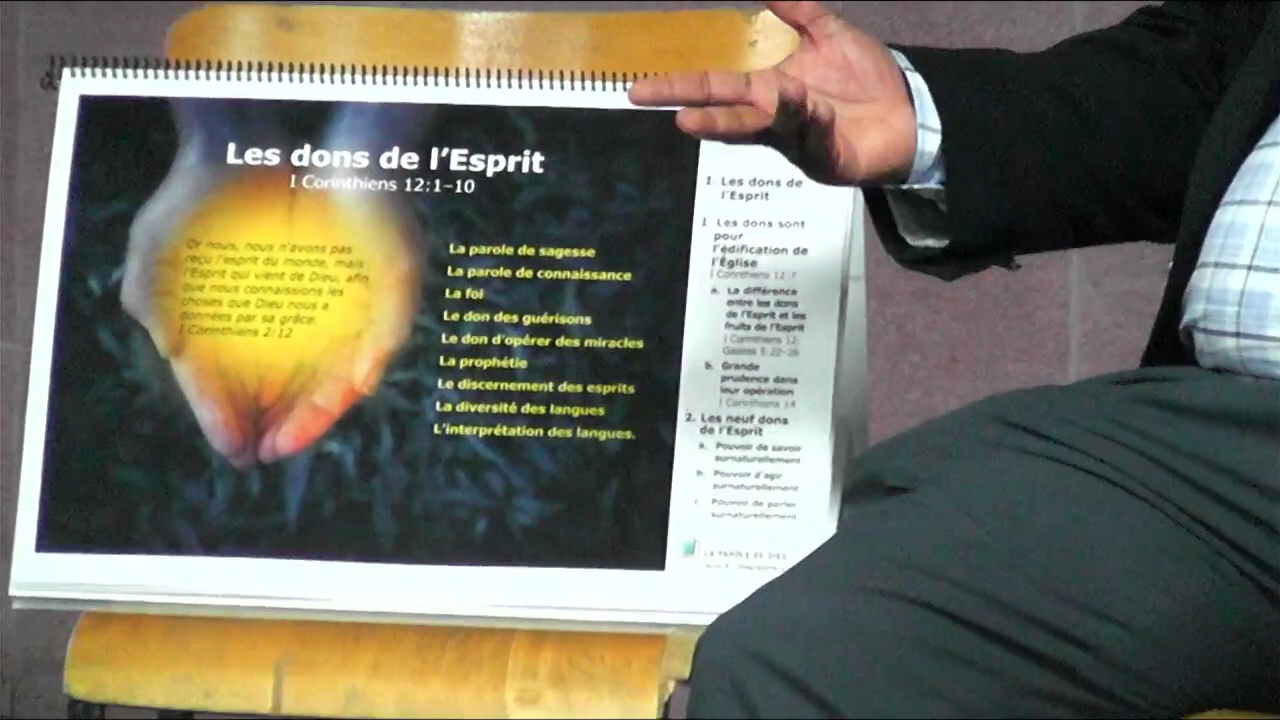 Les dons de l'Esprit
I Corinthiens 12:1-10
Or nous, nous n'avons pas
reçu l'esprit du monde, mais
l'Esprit qui vient de Dieu, afin
que nous connaissions les
choses que Dieu nous a
données par sa grâce.
I Corinthiens 2:12
La parole de sagesse
La parole de connaissance
La foi
Le don des guérisons
Le don d'opérer des miracles
La prophétie
Le discernement des esprits
La diversité des langues
L'interprétation des langues.
I. Les dons de
l'Esprit
1 Les dons sont
pour
l'édification de
l'Église
I Corinthiens 12:7
a. La différence
entre les dons
de l'Esprit et les
fruits de l'Esprit
I Corinthiens 12;
Galates 5:22-26
b. Grande
prudence dans
leur opération
I Corinthiens 14
2. Les neuf dons
de l'Esprit
a. Pouvoir de savoir
surnaturellement
b. Pouvoir d'agir
surnaturellement
c. Pouvoir de parler
surnaturellement
LA PAROLE DE DIEU